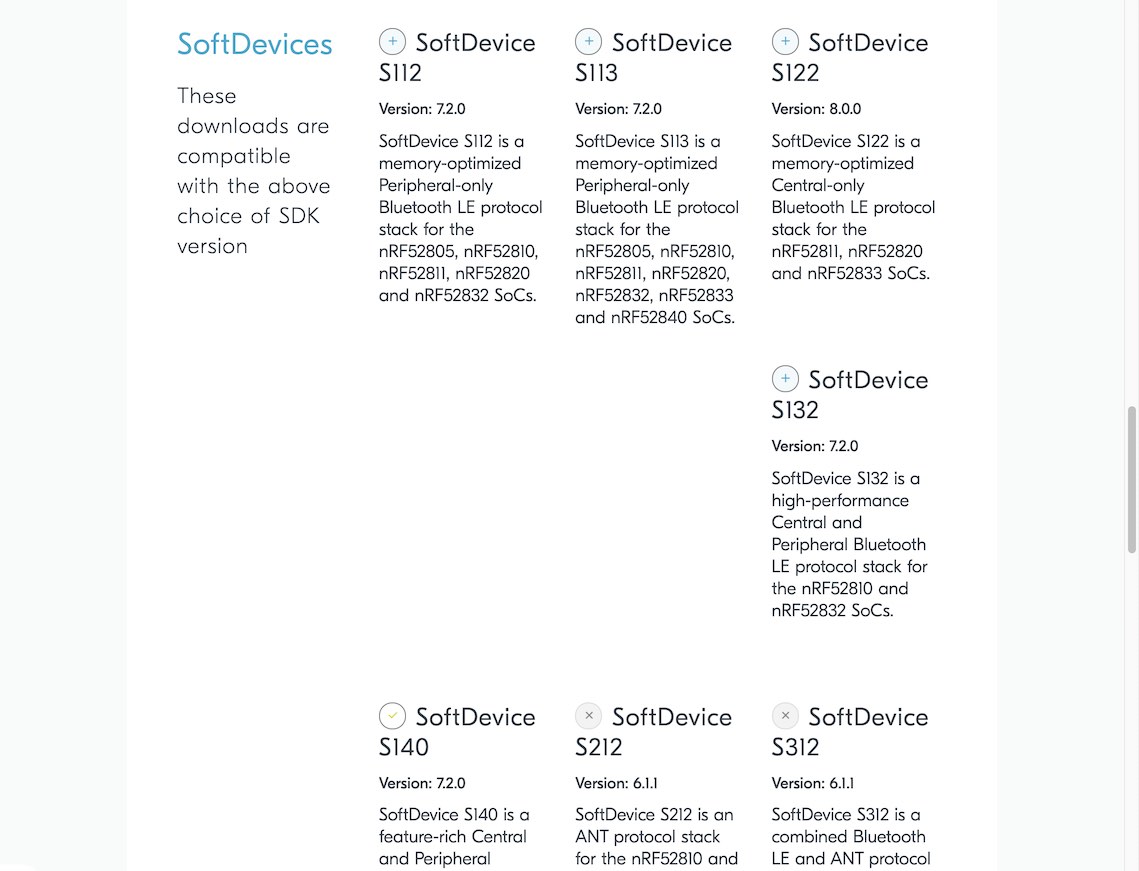 SoftDevices
These
downloads are
compatible
with the above
choice of SDK
version
SoftDevice
S112
Version: 7.2.0
SoftDevice S112 is a
memory-optimized
Peripheral-only
Bluetooth LE protocol
stack for the
nRF52805, nRF52810,
nRF52811, nRF52820
and nRF52832 SoCs.
SoftDevice
S113
Version: 7.2.0
SoftDevice S113 is a
memory-optimized
Peripheral-only
Bluetooth LE protocol
stack for the
nRF52805, nRF52810,
nRF52811, nRF52820,
nRF52832, nRF52833
and nRF52840 SoCs.
SoftDevice
S122
Version: 8.0.0
SoftDevice S122 is a
memory-optimized
Central-only
Bluetooth LE protocol
stack for the
nRF52811, nRF52820
and nRF52833 SoCs.
SoftDevice
S132
Version: 7.2.0
SoftDevice S132 is a
high-performance
Central and
Peripheral Bluetooth
LE protocol stack for
the nRF52810 and
nRF52832 SoCs.
SoftDevice
S140
Version: 7.2.0
SoftDevice S140 is a
feature-rich Central
and Peripheral
SoftDevice
S212
Version: 6.1.1
SoftDevice S212 is an
ANT protocol stack
for the nRF52810 and
SoftDevice
S312
Version: 6.1.1
SoftDevice S312 is a
combined Bluetooth
LE and ANT protocol